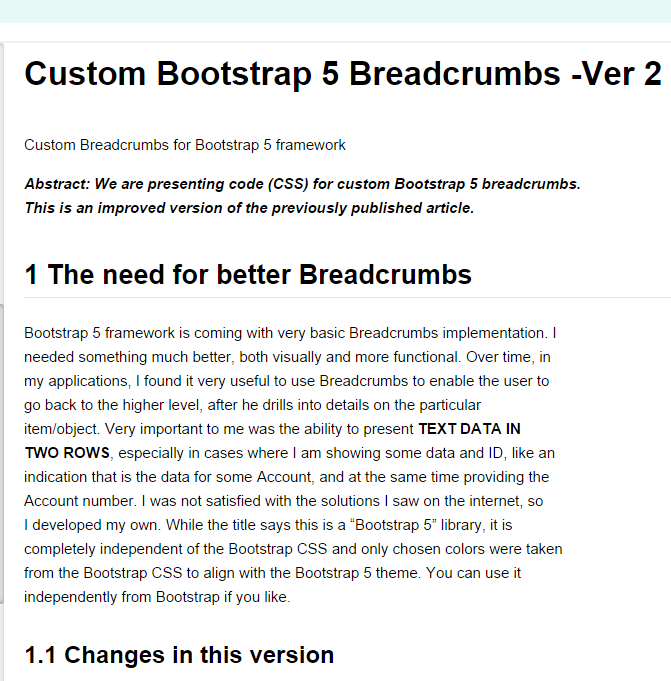 Custom Bootstrap 5 Breadcrumbs -Ver 2
Custom Breadcrumbs for Bootstrap 5 framework
Abstract: We are presenting code (CSS) for custom Bootstrap 5 breadcrumbs.
This is an improved version of the previously published article.
1 The need for better Breadcrumbs
Bootstrap 5 framework is coming with very basic Breadcrumbs implementation. I
needed something much better, both visually and more functional. Over time, in
my applications, I found it very useful to use Breadcrumbs to enable the user to
go back to the higher level, after he drills into details on the particular
item/object. Very important to me was the ability to present TEXT DATA IN
TWO ROWS, especially in cases where I am showing some data and ID, like an
indication that is the data for some Account, and at the same time providing the
Account number. I was not satisfied with the solutions I saw on the internet, so
I developed my own. While the title says this is a “Bootstrap 5” library, it is
completely independent of the Bootstrap CSS and only chosen colors were taken
from the Bootstrap CSS to align with the Bootstrap 5 theme. You can use it
independently from Bootstrap if you like.
1.1 Changes in this version